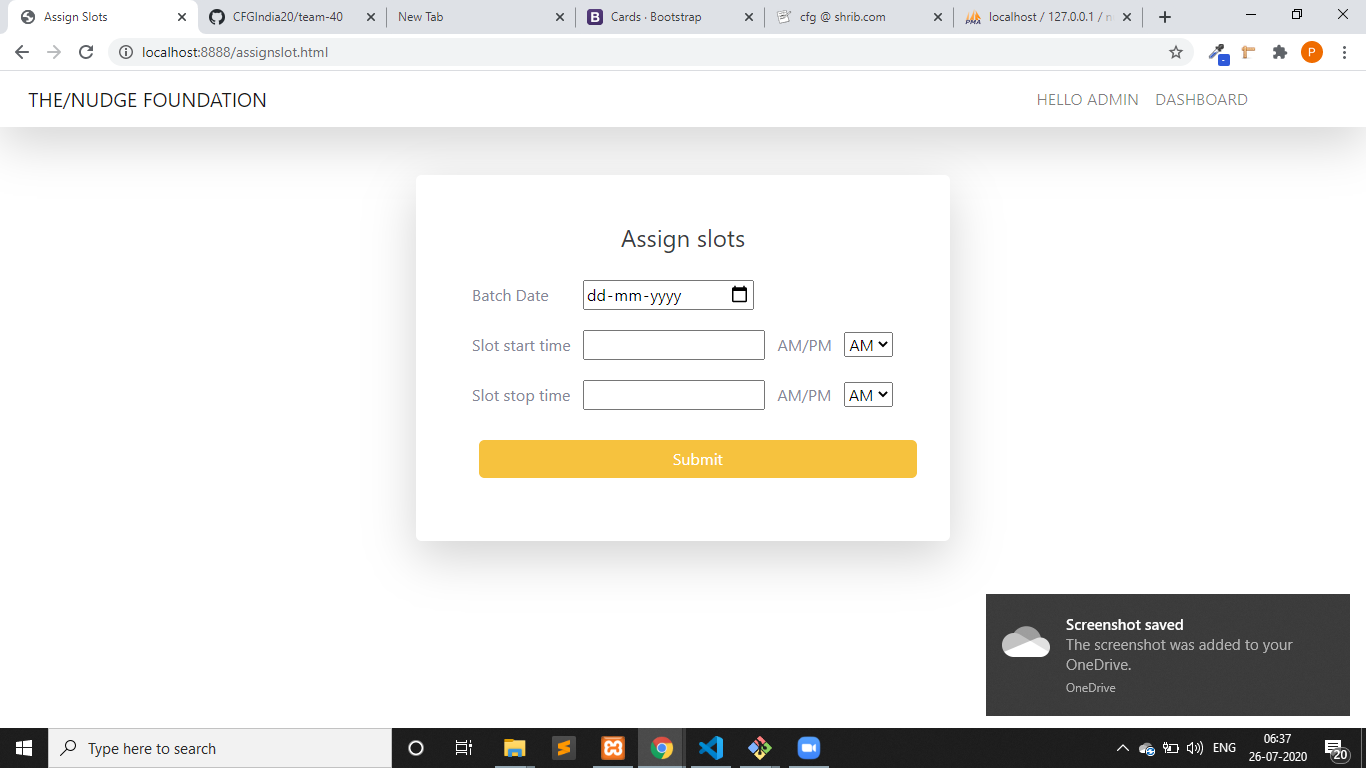 Assign Slots
CFGIndia20/team-40
New Tab
Cards · Bootstrap
cfg @ shrib.com
localhost / 127.0.0.1 / n
localhost:8888/assignslot.html
P
THE/NUDGE FOUNDATION
HELLO ADMIN DASHBOARD
Assign slots
Batch Date dd-mm-yyyy
Slot start time AM/PM AM
Slot stop time AM/PM AM
Submit
Screenshot saved
The screenshot was added to your
OneDrive.
OneDrive
Type here to search
ENG
06:37
26-07-2020
20